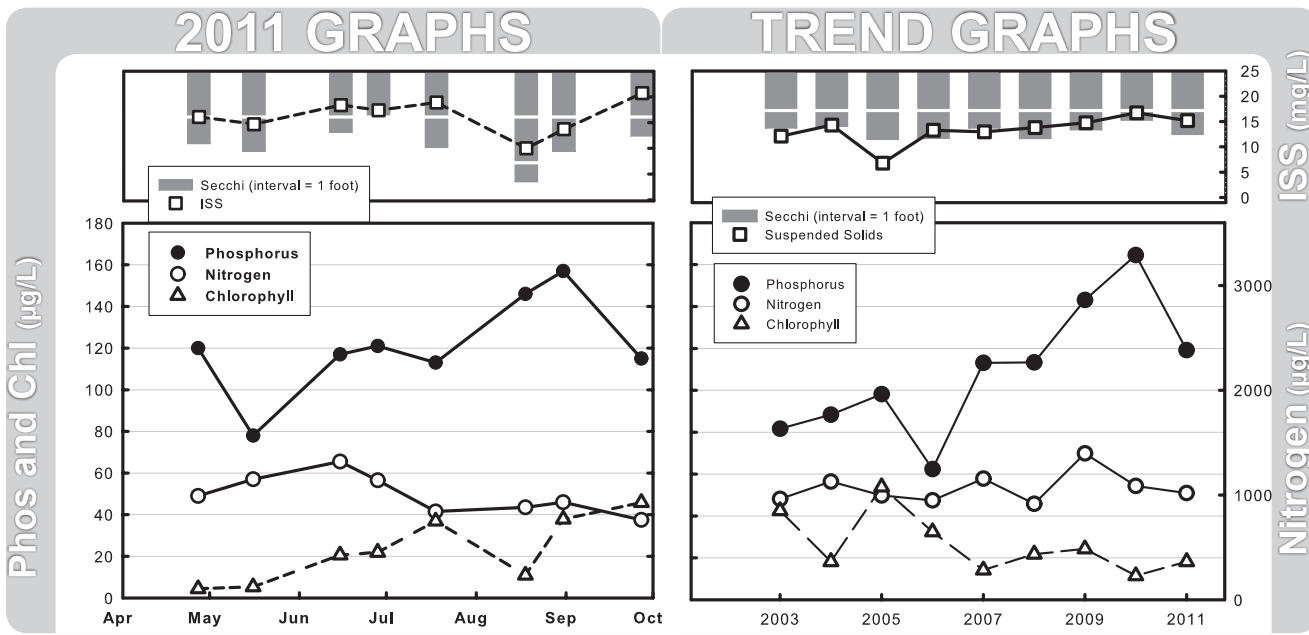 2011 GRAPHS
TREND GRAPHS
Secchi (interval = 1 foot)
ISS
25
20
15
10
5
0
ISS (mg/L)
Secchi (interval = 1 foot)
Suspended Solids
Phos and Chl (µg/L)
180
160
140
120
100
80
60
40
20
0
Phosphorus
Nitrogen
Chlorophyll
Apr May Jun Jul Aug Sep Oct
Phosphorus
Nitrogen
Chlorophyll
3000
2000
1000
0
Nitrogen (µg/L)
2003 2005 2007 2009 2011